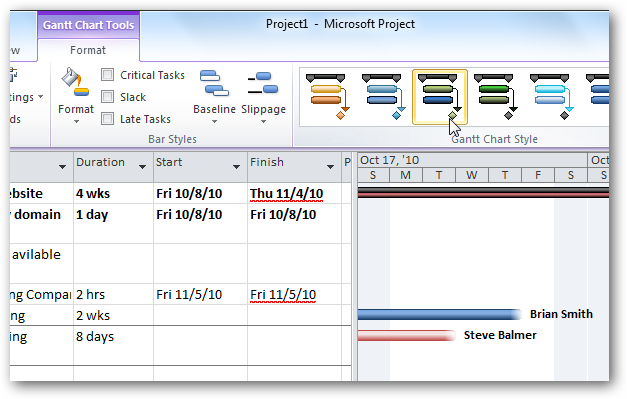 Gantt Chart Tools
Project1 - Microsoft Project
ew
Format
tings
ds
Format
Critical Tasks
Slack
Late Tasks
Baseline
Slippage
Bar Styles
Gantt Chart Style
Duration Start Finish P
Oct 17, '10 Oc
S M T W T F S S
ebsite 4 wks Fri 10/8/10 Thu 11/4/10
domain 1 day Fri 10/8/10 Fri 10/8/10
avilable
ng Compan 2 hrs Fri 11/5/10 Fri 11/5/10
ing 2 wks
ing 8 days
Brian Smith
Steve Balmer